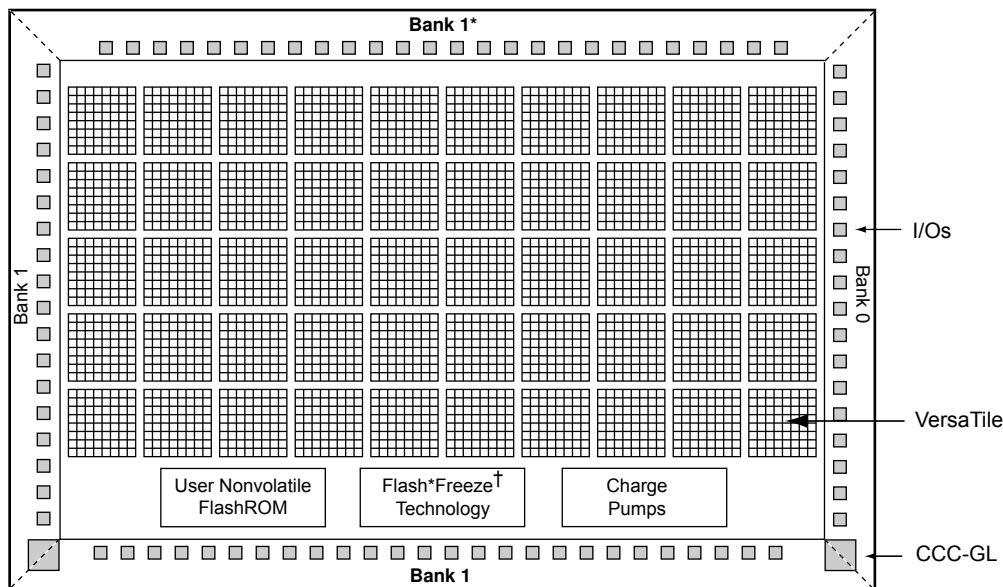 Bank 1*
I/Os
Bank 1
Bank 0
VersaTile
User Nonvolatile
FlashROM
Flash*Freeze†
Technology
Charge
Pumps
CCC-GL
Bank 1